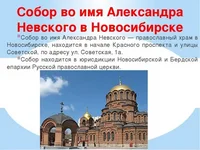 Собор во имя Александра
Невского в Новосибирске
*Собор во имя Александра Невского — православный храм в
Новосибирске, находится в начале Красного проспекта и улицы
Советской, по адресу ул. Советская, 1а.
*Собор находится в юрисдикции Новосибирской и Бердской
епархии Русской православной церкви.